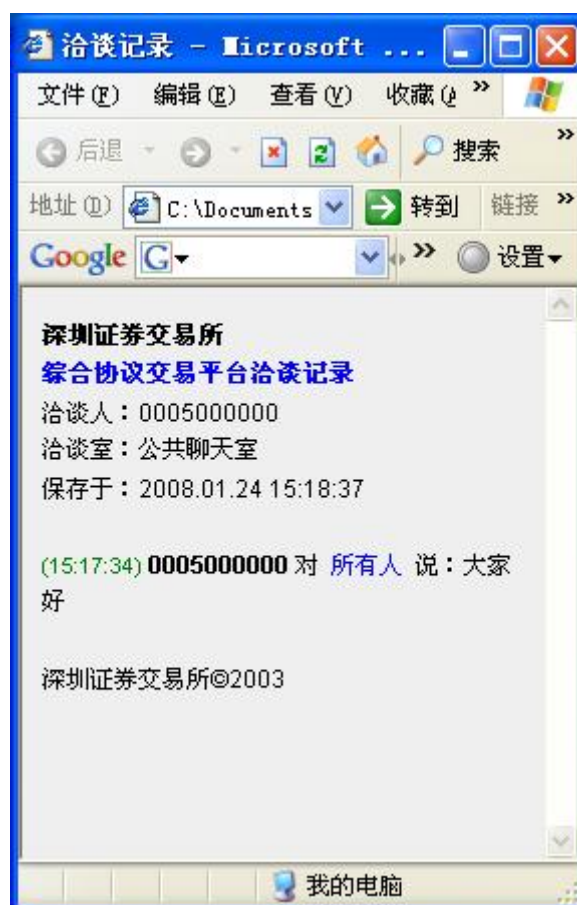 洽谈记录 - Microsoft ...
文件(F) 编辑(E) 查看(V) 收藏(A »
后退 搜索 »
地址(D) C:\Documents 转到 链接 »
Google G » 设置
深圳证券交易所
综合协议交易平台洽谈记录
洽谈人：0005000000
洽谈室：公共聊天室
保存于：2008.01.24 15:18:37
(15:17:34) 0005000000 对 所有人 说：大家
好
深圳证券交易所©2003
我的电脑